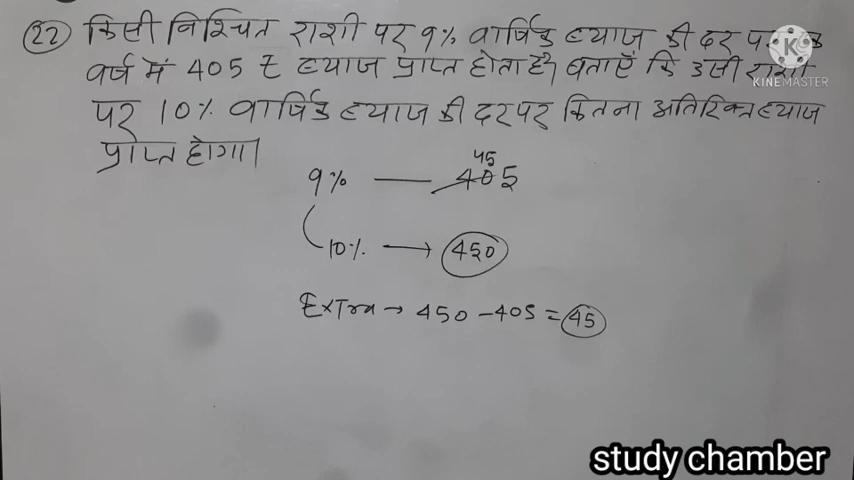 (22) किसी निश्चित राशी पर 9% वार्षिक ब्याज की दर प
वर्ष में 405 ₹ ब्याज प्राप्त होता है, बताएँ कि उसी राशी
पर 10% वार्षिक ब्याज की दर पर कितना अतिरिक्त ब्याज
प्राप्त होगा।
K
KINEMASTER
45
9% — 405
10% → 450
Extra → 450 - 405 = 45
study chamber